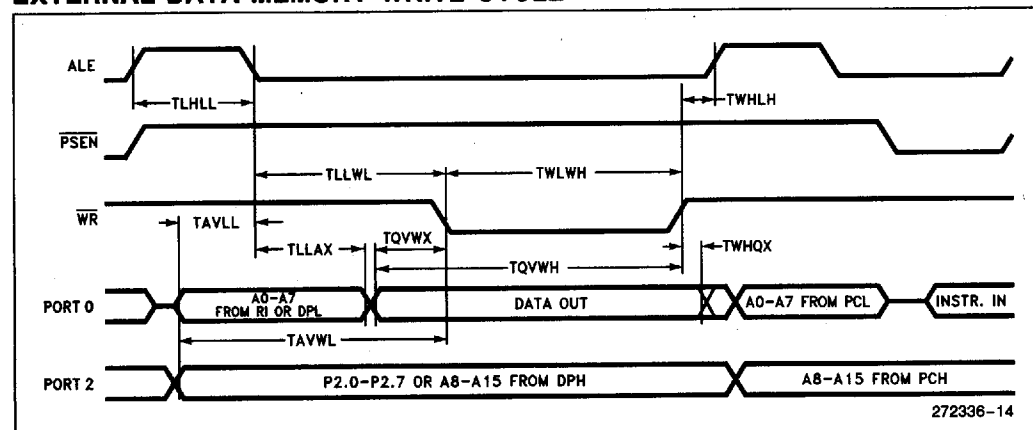 EXTERNAL DATA MEMORY WRITE CYCLE
ALE
TLHLL
TWHLH
PSEN
TLLWL
TWLWH
WR
TAVLL
TLLAX
TQVWX
TQVWH
TWHQX
PORT 0
A0-A7
FROM RI OR DPL
DATA OUT
A0-A7 FROM PCL
INSTR. IN
TAVWL
PORT 2
P2.0-P2.7 OR A8-A15 FROM DPH
A8-A15 FROM PCH
272336-14